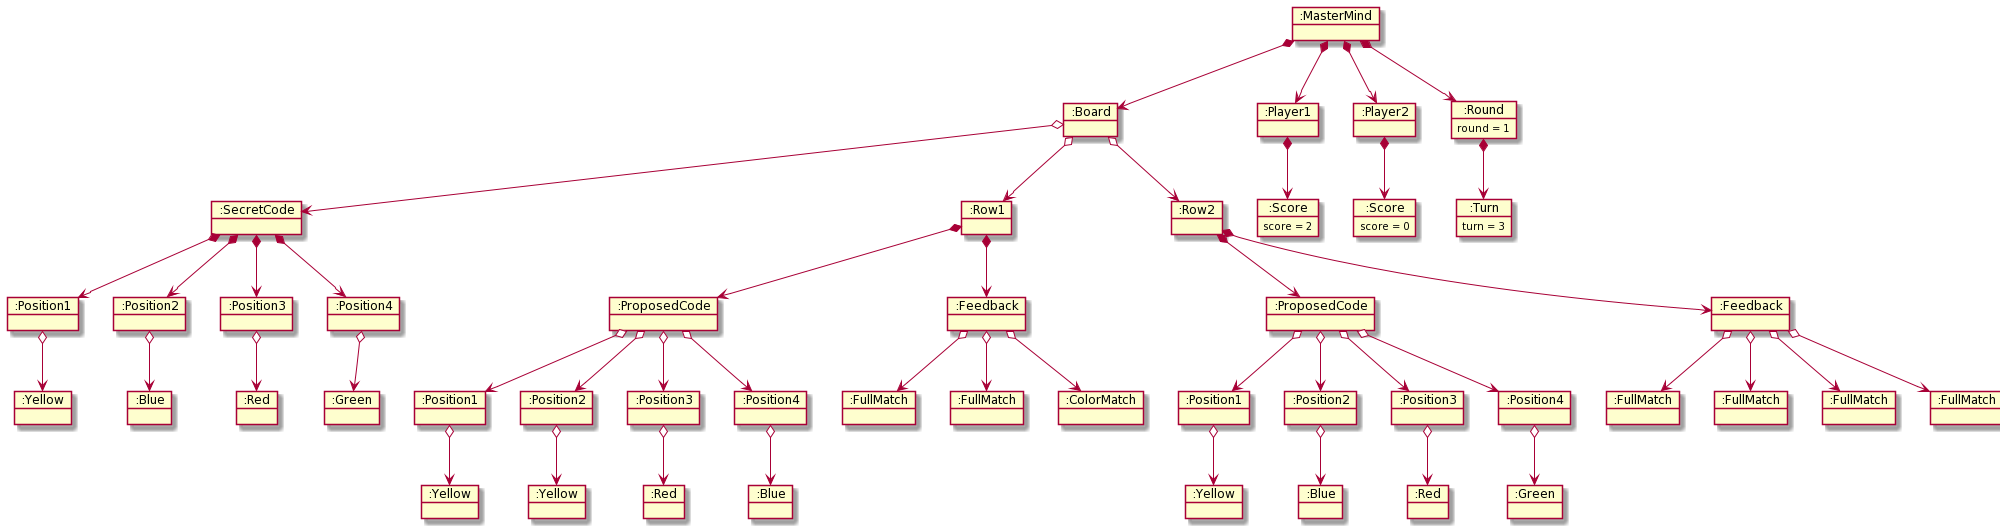 :MasterMind
:Board
:Player1
:Player2
:Round
round = 1
:SecretCode
:Row1
:Row2
:Score
score = 2
:Score
score = 0
:Turn
turn = 3
:Position1
:Position2
:Position3
:Position4
:ProposedCode
:Feedback
:ProposedCode
:Feedback
:Yellow
:Blue
:Red
:Green
:Position1
:Position2
:Position3
:Position4
:FullMatch
:FullMatch
:ColorMatch
:Position1
:Position2
:Position3
:Position4
:FullMatch
:FullMatch
:FullMatch
:FullMatch
:Yellow
:Yellow
:Red
:Blue
:Yellow
:Blue
:Red
:Green